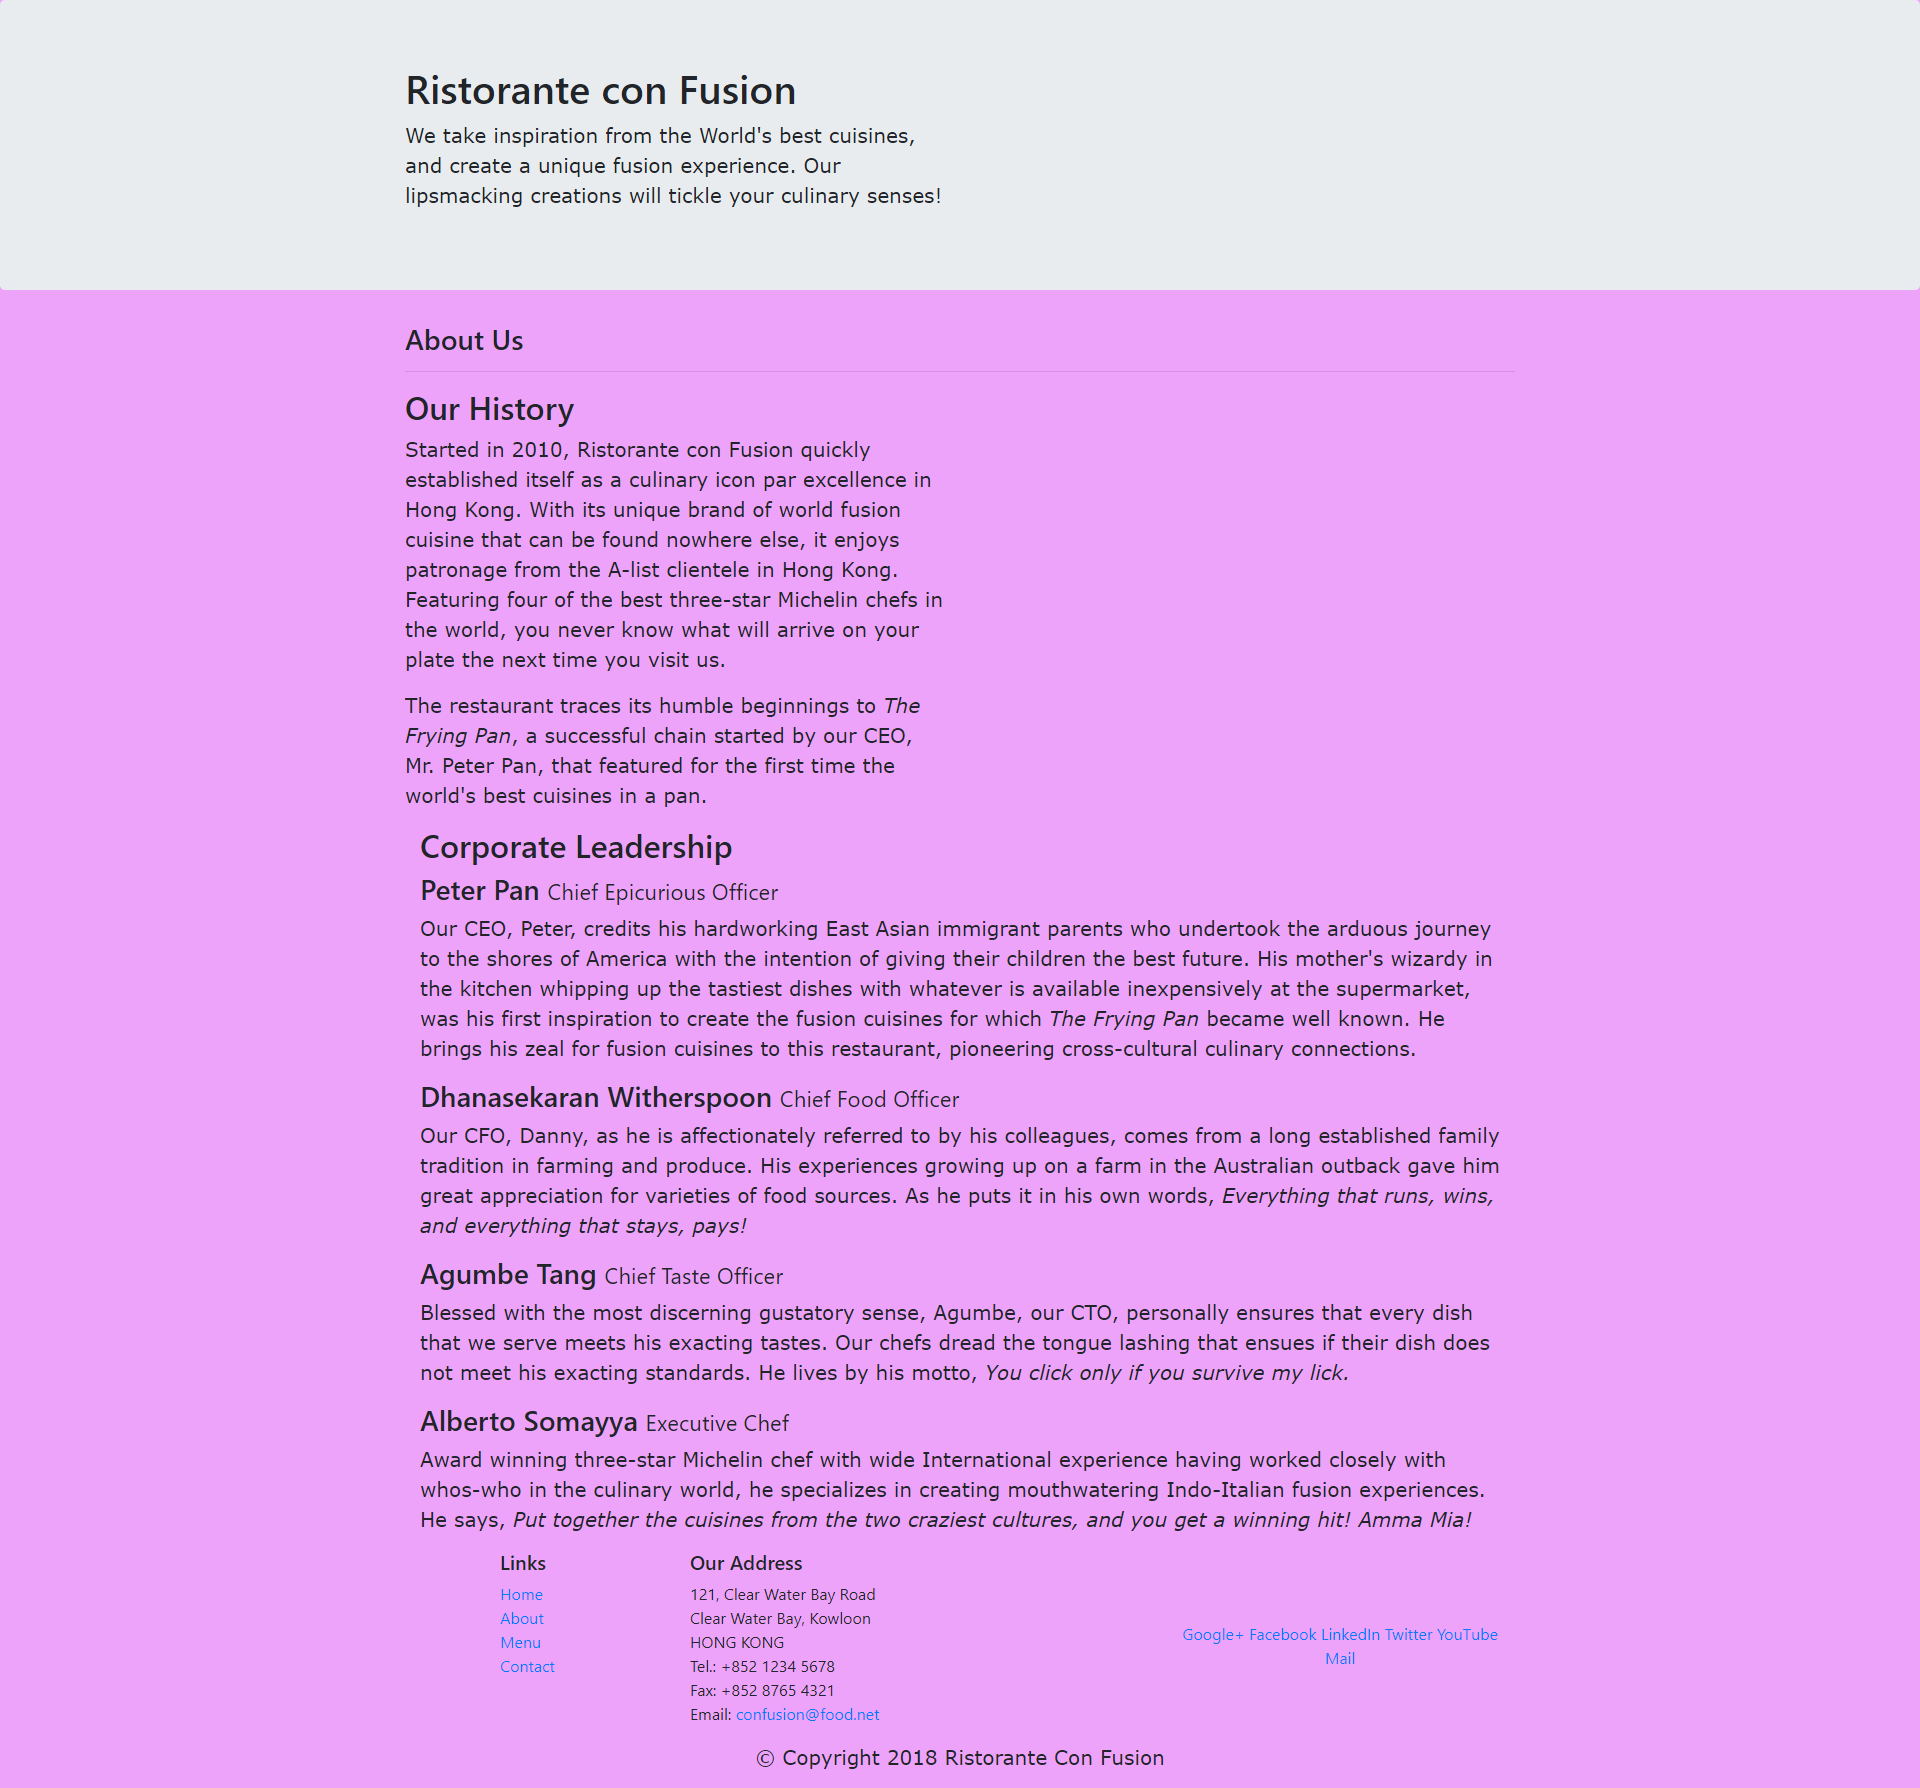 Ristorante con Fusion
We take inspiration from the World's best cuisines,
and create a unique fusion experience. Our
lipsmacking creations will tickle your culinary senses!
About Us
Our History
Started in 2010, Ristorante con Fusion quickly
established itself as a culinary icon par excellence in
Hong Kong. With its unique brand of world fusion
cuisine that can be found nowhere else, it enjoys
patronage from the A-list clientele in Hong Kong.
Featuring four of the best three-star Michelin chefs in
the world, you never know what will arrive on your
plate the next time you visit us.
The restaurant traces its humble beginnings to The
Frying Pan, a successful chain started by our CEO,
Mr. Peter Pan, that featured for the first time the
world's best cuisines in a pan.
Corporate Leadership
Peter Pan Chief Epicurious Officer
Our CEO, Peter, credits his hardworking East Asian immigrant parents who undertook the arduous journey
to the shores of America with the intention of giving their children the best future. His mother's wizardy in
the kitchen whipping up the tastiest dishes with whatever is available inexpensively at the supermarket,
was his first inspiration to create the fusion cuisines for which The Frying Pan became well known. He
brings his zeal for fusion cuisines to this restaurant, pioneering cross-cultural culinary connections.
Dhanasekaran Witherspoon Chief Food Officer
Our CFO, Danny, as he is affectionately referred to by his colleagues, comes from a long established family
tradition in farming and produce. His experiences growing up on a farm in the Australian outback gave him
great appreciation for varieties of food sources. As he puts it in his own words, Everything that runs, wins,
and everything that stays, pays!
Agumbe Tang Chief Taste Officer
Blessed with the most discerning gustatory sense, Agumbe, our CTO, personally ensures that every dish
that we serve meets his exacting tastes. Our chefs dread the tongue lashing that ensues if their dish does
not meet his exacting standards. He lives by his motto, You click only if you survive my lick.
Alberto Somayya Executive Chef
Award winning three-star Michelin chef with wide International experience having worked closely with
whos-who in the culinary world, he specializes in creating mouthwatering Indo-Italian fusion experiences.
He says, Put together the cuisines from the two craziest cultures, and you get a winning hit! Amma Mia!
Links
Home
About
Menu
Contact
Our Address
121, Clear Water Bay Road
Clear Water Bay, Kowloon
HONG KONG
Tel.: +852 1234 5678
Fax: +852 8765 4321
Email: confusion@food.net
Google+ Facebook LinkedIn Twitter YouTube
Mail
© Copyright 2018 Ristorante Con Fusion